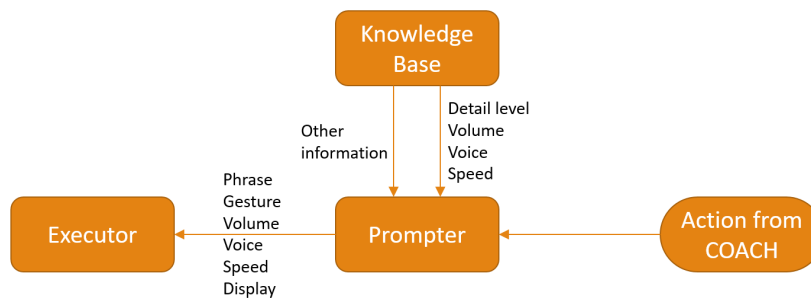 Knowledge
Base
Other
information
Detail level
Volume
Voice
Speed
Phrase
Gesture
Volume
Voice
Speed
Display
Executor
Prompter
Action from
COACH